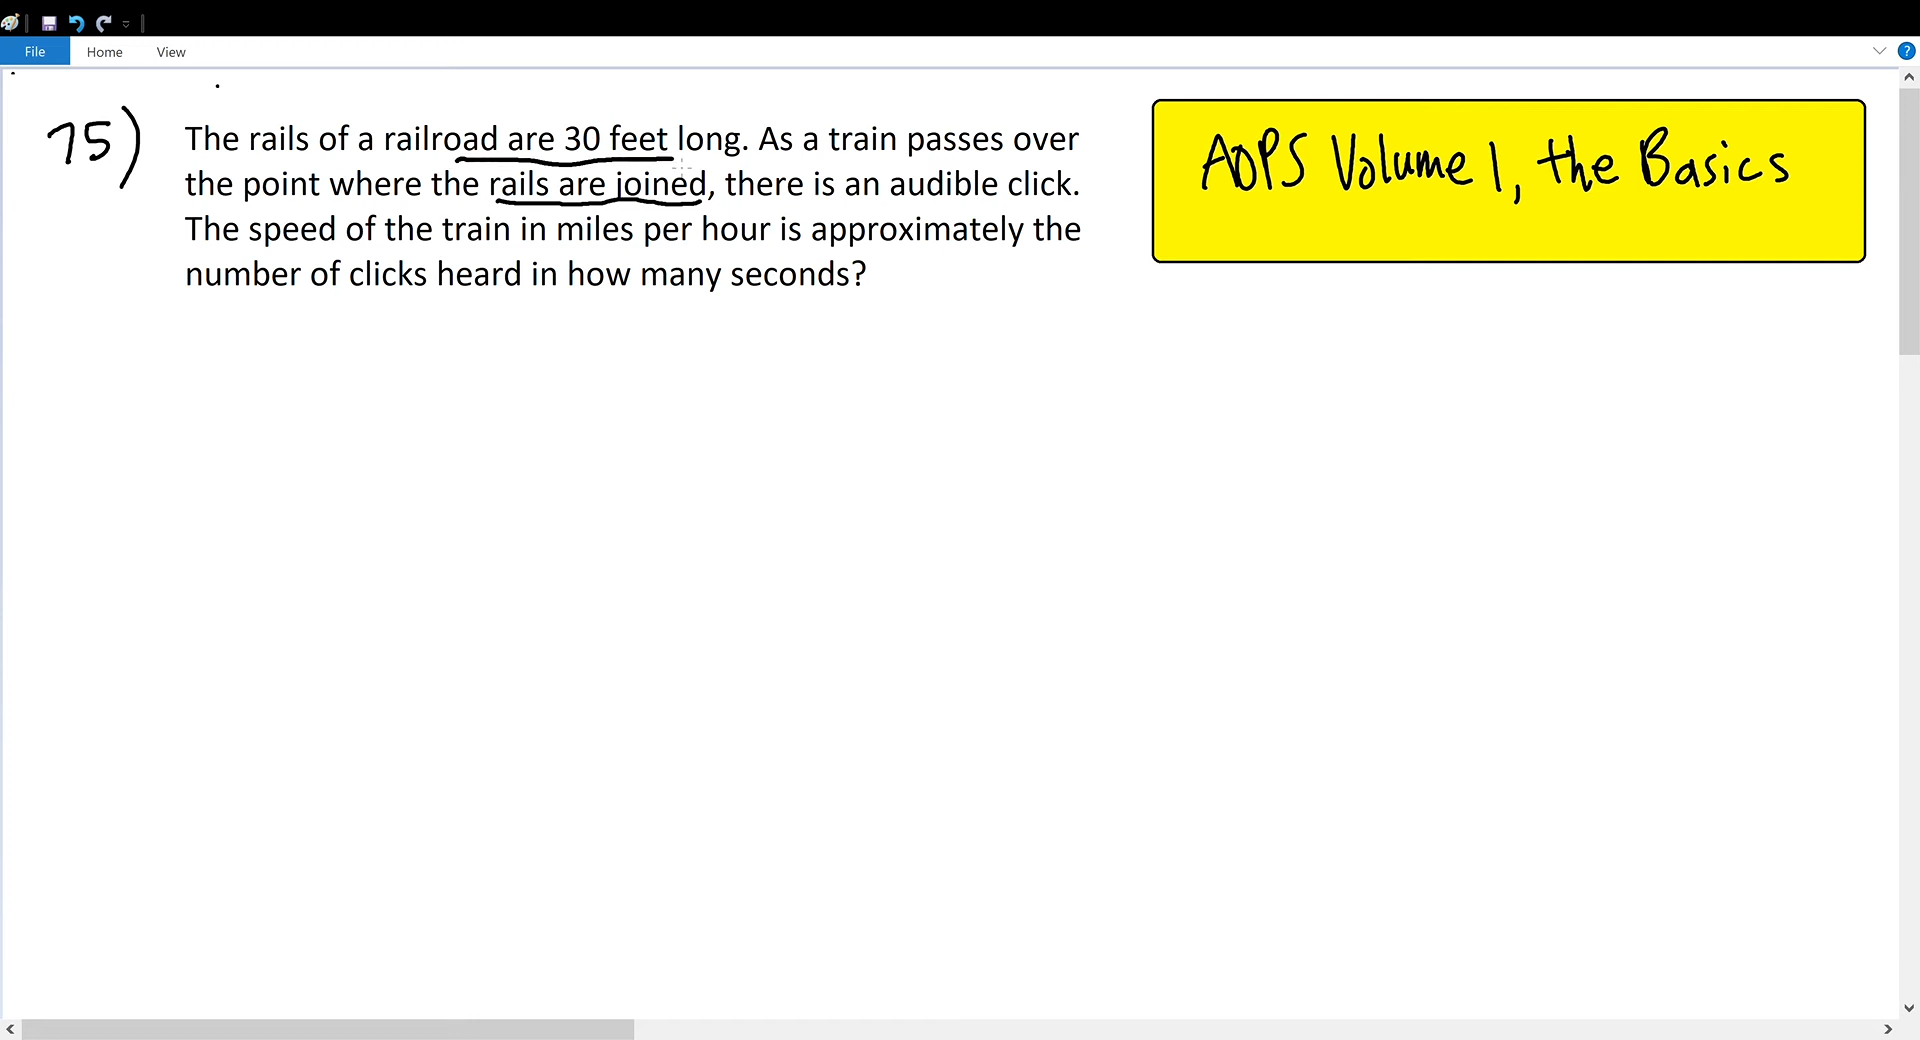 File Home View
75)
The rails of a railroad are 30 feet long. As a train passes over
the point where the rails are joined, there is an audible click.
The speed of the train in miles per hour is approximately the
number of clicks heard in how many seconds?
AOPS Volume 1, the Basics